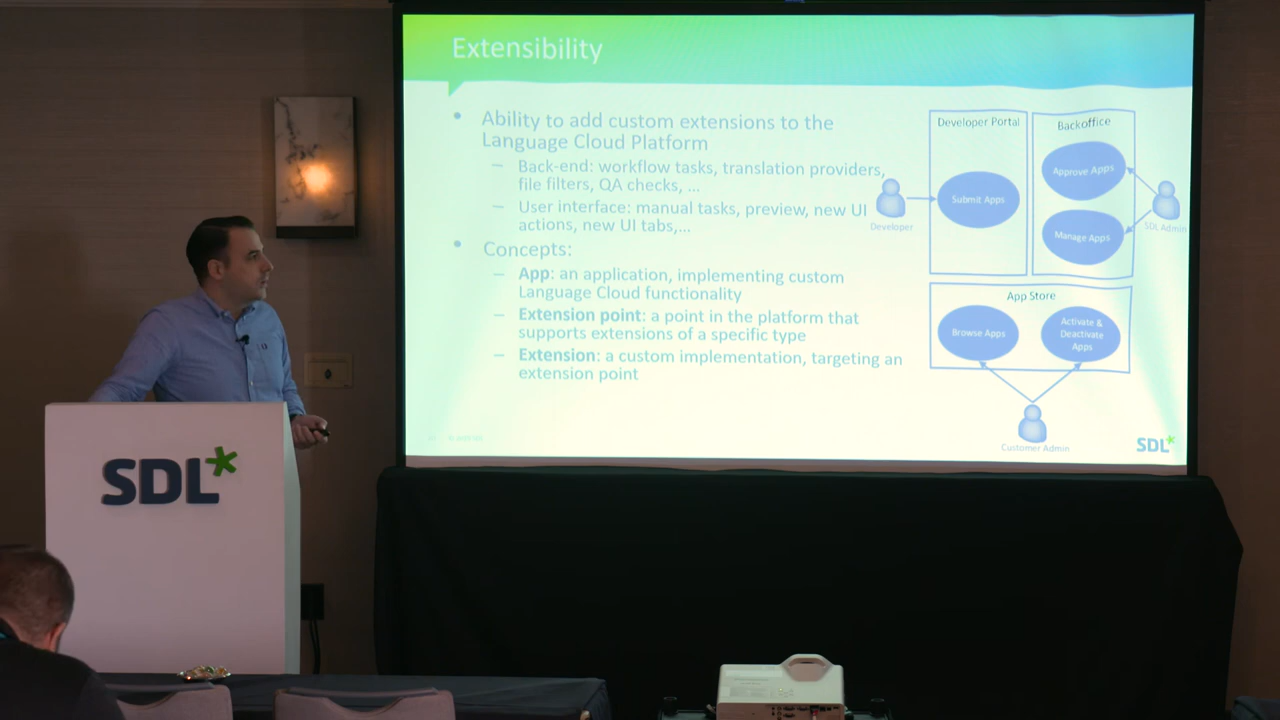 Extensibility
• Ability to add custom extensions to the
Language Cloud Platform
– Back-end: workflow tasks, translation providers,
file filters, QA checks, ...
– User interface: manual tasks, preview, new UI
actions, new UI tabs,...
• Concepts:
– App: an application, implementing custom
Language Cloud functionality
– Extension point: a point in the platform that
supports extensions of a specific type
– Extension: a custom implementation, targeting an
extension point
Developer Portal
Submit Apps
Developer
Backoffice
Approve Apps
Manage Apps
SDL Admin
App Store
Browse Apps
Activate &
Deactivate
Apps
Customer Admin
SDL*
SDL*